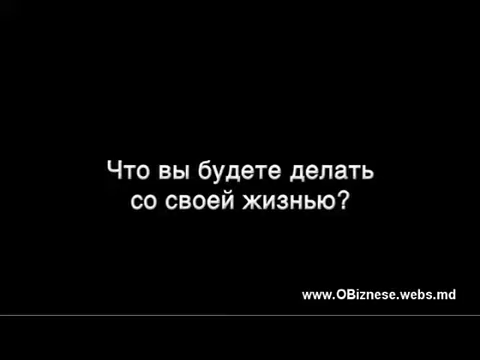 Что вы будете делать
со своей жизнью?
www.OBiznese.webs.md